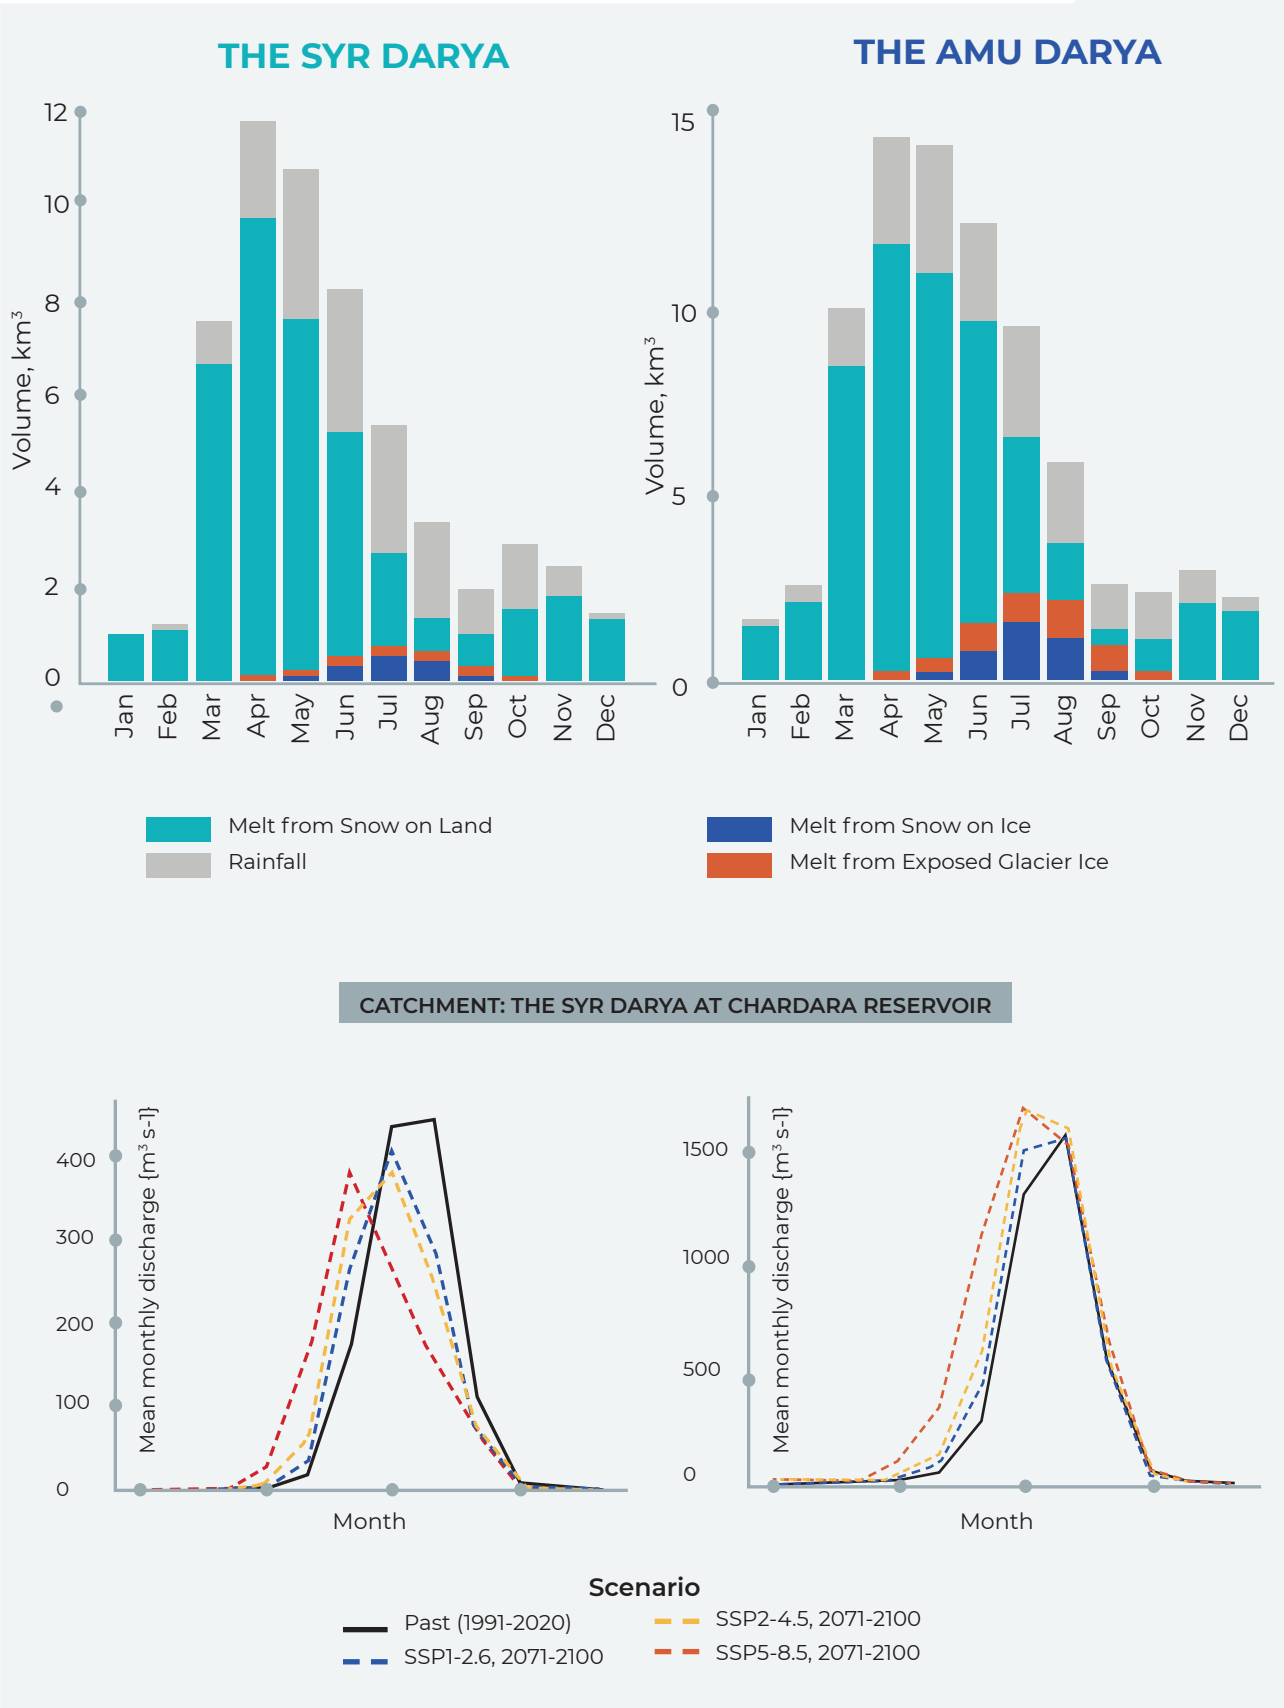 THE SYR DARYA
THE AMU DARYA
12
10
8
6
4
2
0
Volume, km³
Jan
Feb
Mar
Apr
May
Jun
Jul
Aug
Sep
Oct
Nov
Dec
15
10
5
0
Volume, km³
Jan
Feb
Mar
Apr
May
Jun
Jul
Aug
Sep
Oct
Nov
Dec
Melt from Snow on Land
Rainfall
Melt from Snow on Ice
Melt from Exposed Glacier Ice
CATCHMENT: THE SYR DARYA AT CHARDARA RESERVOIR
Mean monthly discharge {m³ s-1}
400
300
200
100
0
Month
Mean monthly discharge {m³ s-1}
1500
1000
500
0
Month
Scenario
Past (1991-2020)
SSP1-2.6, 2071-2100
SSP2-4.5, 2071-2100
SSP5-8.5, 2071-2100